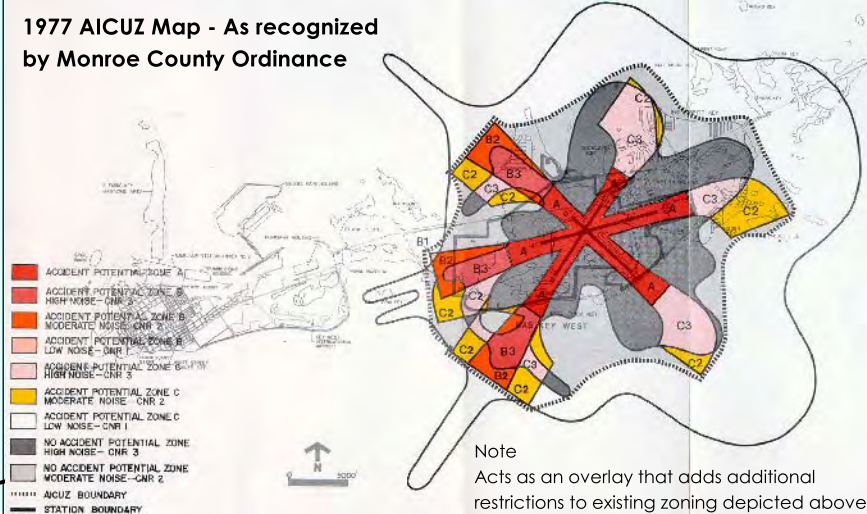 1977 AICUZ Map - As recognized
by Monroe County Ordinance
C2
C3
B2
C2
B3
C3
C2
A
A
C3
C2
B1
B2
A
B3
C2
C2
A
A
C3
C2
C2
B3
C3
B2
C2
KEY WEST
ACCIDENT POTENTIAL ZONE A
ACCIDENT POTENTIAL ZONE B
HIGH NOISE-CNR 3
ACCIDENT POTENTIAL ZONE B
MODERATE NOISE-CNR 2
ACCIDENT POTENTIAL ZONE B
LOW NOISE-CNR 1
ACCIDENT POTENTIAL ZONE C
HIGH NOISE-CNR 3
ACCIDENT POTENTIAL ZONE C
MODERATE NOISE-CNR 2
ACCIDENT POTENTIAL ZONE C
LOW NOISE-CNR 1
NO ACCIDENT POTENTIAL ZONE
HIGH NOISE-CNR 3
NO ACCIDENT POTENTIAL ZONE
MODERATE NOISE-CNR 2
AICUZ BOUNDARY
STATION BOUNDARY
N
0 5000'
Note
Acts as an overlay that adds additional
restrictions to existing zoning depicted above